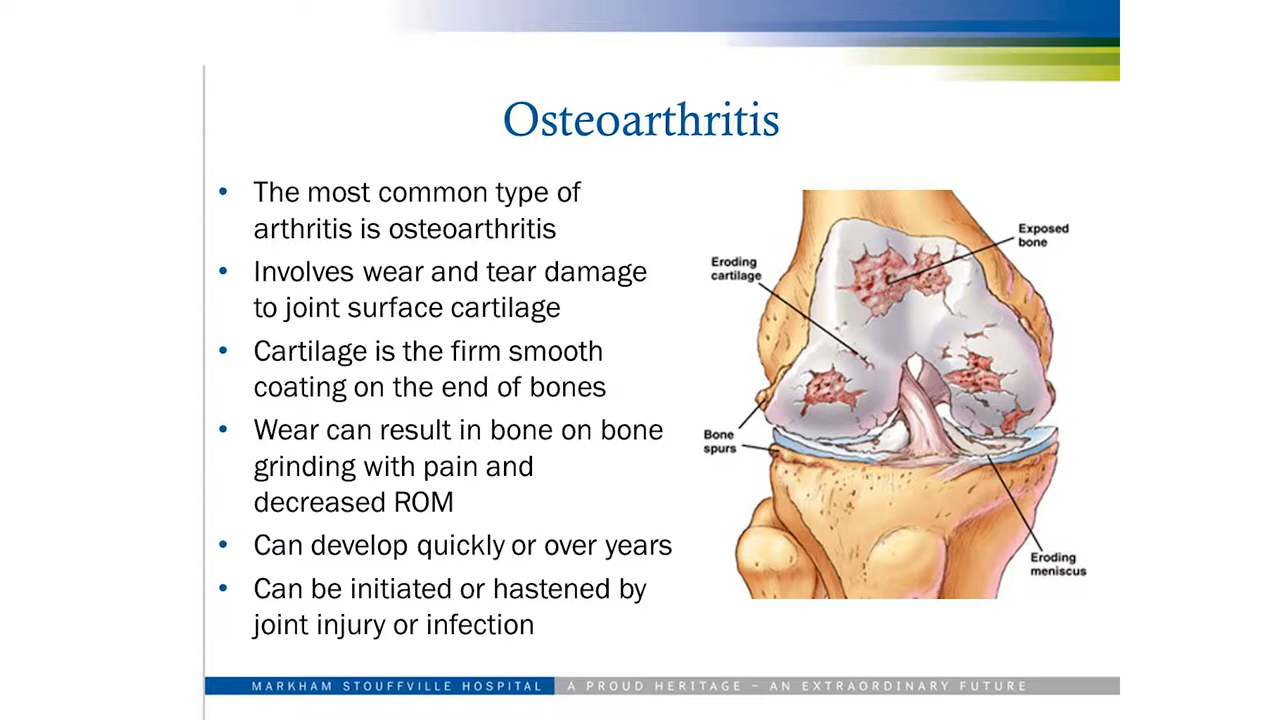 Osteoarthritis
• The most common type of
arthritis is osteoarthritis
• Involves wear and tear damage
to joint surface cartilage
• Cartilage is the firm smooth
coating on the end of bones
• Wear can result in bone on bone
grinding with pain and
decreased ROM
• Can develop quickly or over years
• Can be initiated or hastened by
joint injury or infection
Exposed
bone
Eroding
cartilage
Bone
spurs
Eroding
meniscus
MARKHAM STOUFFVILLE HOSPITAL A PROUD HERITAGE – AN EXTRAORDINARY FUTURE